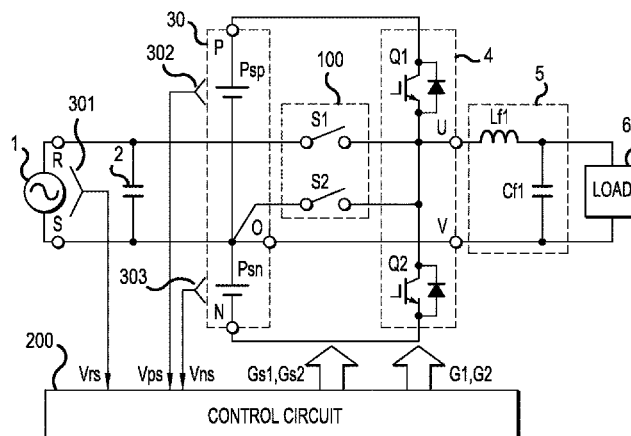 30
P
302
Psp
100
Q1
4
5
301
S1
U
Lf1
6
1
R
2
S2
Cf1
LOAD
S
O
V
303
Psn
Q2
N
200
Vrs
Vps
Vns
Gs1,Gs2
G1,G2
CONTROL CIRCUIT